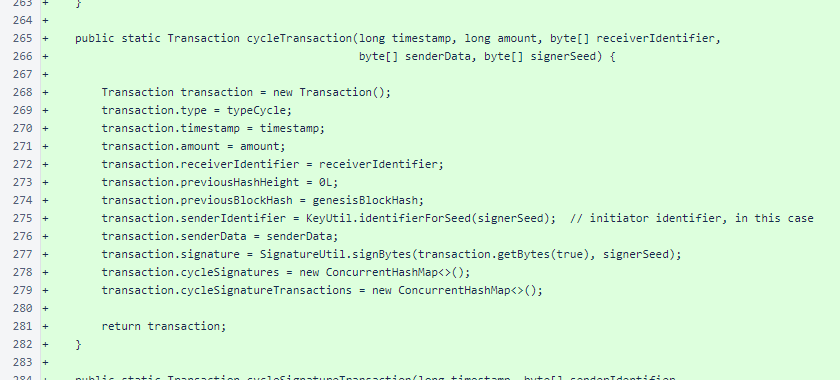 263 +    }
264 +
265 +    public static Transaction cycleTransaction(long timestamp, long amount, byte[] receiverIdentifier,
266 +                                               byte[] senderData, byte[] signerSeed) {
267 +
268 +        Transaction transaction = new Transaction();
269 +        transaction.type = typeCycle;
270 +        transaction.timestamp = timestamp;
271 +        transaction.amount = amount;
272 +        transaction.receiverIdentifier = receiverIdentifier;
273 +        transaction.previousHashHeight = 0L;
274 +        transaction.previousBlockHash = genesisBlockHash;
275 +        transaction.senderIdentifier = KeyUtil.identifierForSeed(signerSeed);  // initiator identifier, in this case
276 +        transaction.senderData = senderData;
277 +        transaction.signature = SignatureUtil.signBytes(transaction.getBytes(true), signerSeed);
278 +        transaction.cycleSignatures = new ConcurrentHashMap<>();
279 +        transaction.cycleSignatureTransactions = new ConcurrentHashMap<>();
280 +
281 +        return transaction;
282 +    }
283 +
284 +    public static Transaction cycleSignatureTransaction(long timestamp, byte[] senderIdentifier,